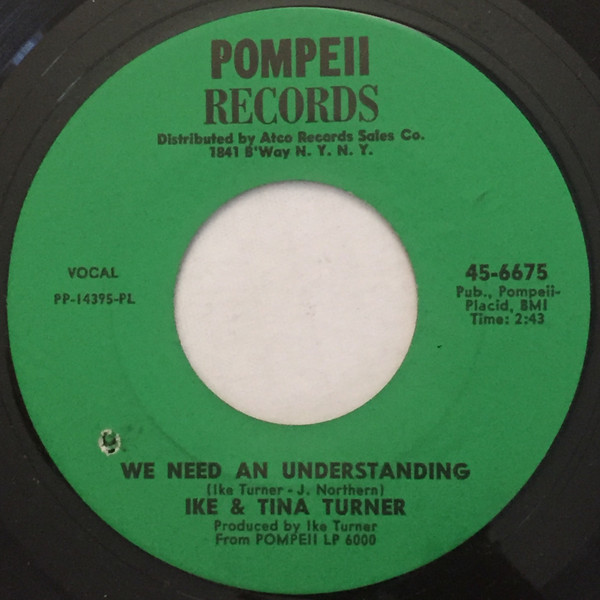 POMPEII
RECORDS
Distributed by Atco Records Sales Co.
1841 B'Way N. Y. N. Y.
VOCAL
PP-14395-PL
45-6675
Pub., Pompeii-
Placid, BMI
Time: 2:43
WE NEED AN UNDERSTANDING
(Ike Turner - J. Northern)
IKE & TINA TURNER
Produced by Ike Turner
From POMPEII LP 6000